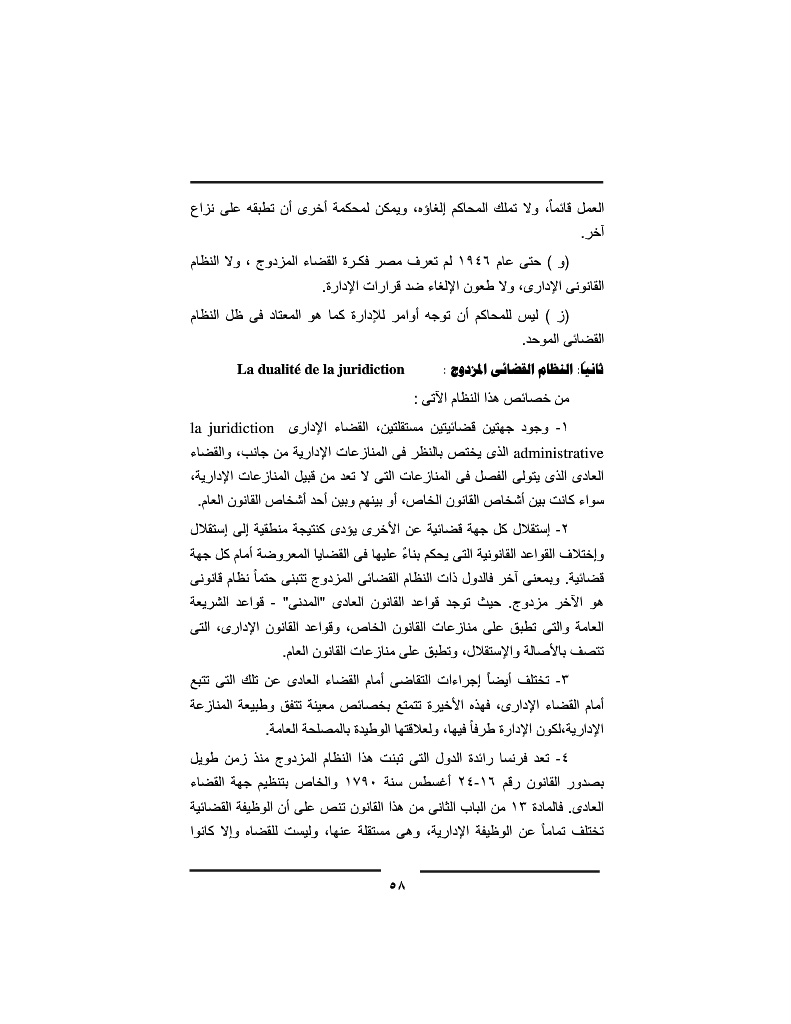 العمل قائماً، ولا تملك المحاكم إلغاؤه، ويمكن لمحكمة أخرى أن تطبقه على نزاع
آخر.
(و ) حتى عام ١٩٤٦ لم تعرف مصر فكرة القضاء المزدوج ، ولا النظام
القانونى الإدارى، ولا طعون الإلغاء ضد قرارات الإدارة.
(ز ) ليس للمحاكم أن توجه أوامر للإدارة كما هو المعتاد فى ظل النظام
القضائى الموحد.
ثانياً: النظام القضائى المزدوج : La dualité de la juridiction
من خصائص هذا النظام الآتى :
١- وجود جهتين قضائيتين مستقلتين، القضاء الإدارى la juridiction
administrative الذى يختص بالنظر فى المنازعات الإدارية من جانب، والقضاء
العادى الذى يتولى الفصل فى المنازعات التى لا تعد من قبيل المنازعات الإدارية،
سواء كانت بين أشخاص القانون الخاص، أو بينهم وبين أحد أشخاص القانون العام.
٢- إستقلال كل جهة قضائية عن الأخرى يؤدى كنتيجة منطقية إلى إستقلال
وإختلاف القواعد القانونية التى يحكم بناءً عليها فى القضايا المعروضة أمام كل جهة
قضائية. وبمعنى آخر فالدول ذات النظام القضائى المزدوج تتبنى حتماً نظام قانونى
هو الآخر مزدوج. حيث توجد قواعد القانون العادى "المدنى" - قواعد الشريعة
العامة والتى تطبق على منازعات القانون الخاص، وقواعد القانون الإدارى، التى
تتصف بالأصالة والإستقلال، وتطبق على منازعات القانون العام.
٣- تختلف أيضاً إجراءات التقاضى أمام القضاء العادى عن تلك التى تتبع
أمام القضاء الإدارى، فهذه الأخيرة تتمتع بخصائص معينة تتفق وطبيعة المنازعة
الإدارية،لكون الإدارة طرفاً فيها، ولعلاقتها الوطيدة بالمصلحة العامة.
٤- تعد فرنسا رائدة الدول التى تبنت هذا النظام المزدوج منذ زمن طويل
بصدور القانون رقم ١٦-٢٤ أغسطس سنة ١٧٩٠ والخاص بتنظيم جهة القضاء
العادى. فالمادة ١٣ من الباب الثانى من هذا القانون تنص على أن الوظيفة القضائية
تختلف تماماً عن الوظيفة الإدارية، وهى مستقلة عنها، وليست للقضاه وإلا كانوا
٥٨